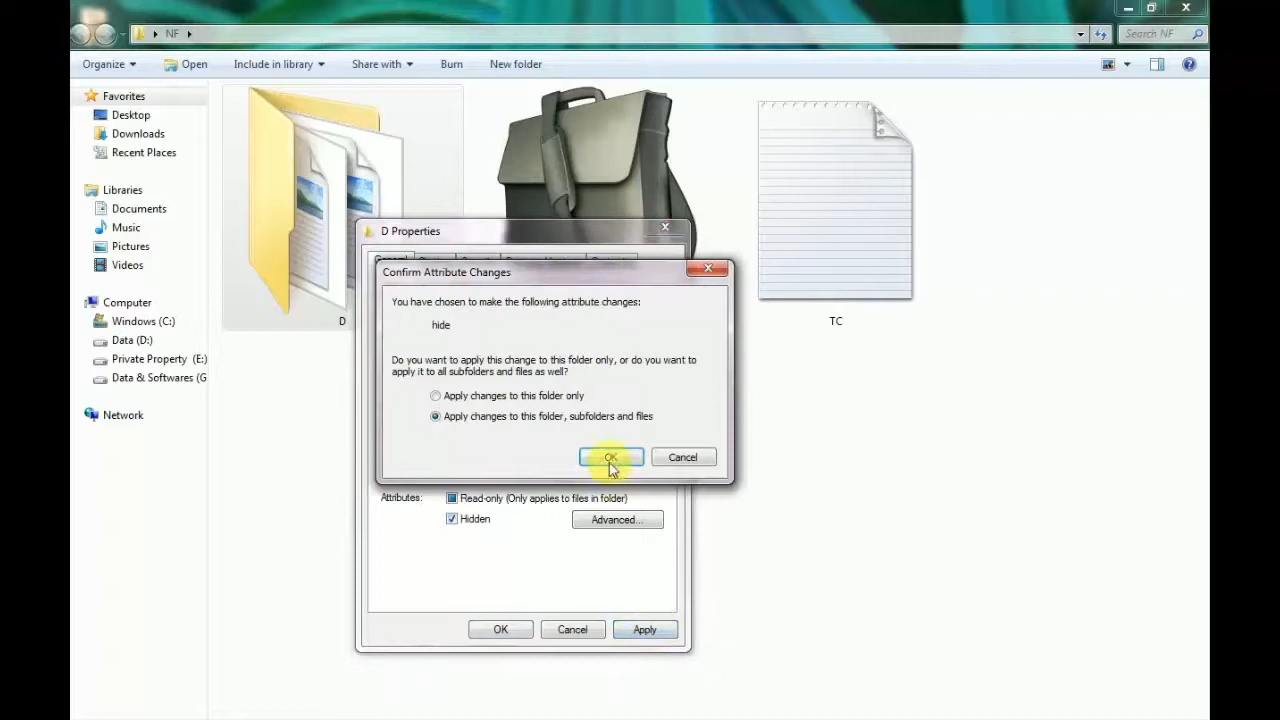 NF
Search NF
Organize
Open
Include in library
Share with
Burn
New folder
Favorites
Desktop
Downloads
Recent Places
Libraries
Documents
Music
Pictures
Videos
Computer
Windows (C:)
Data (D:)
Private Property (E:)
Data & Softwares (G
Network
D
TC
D Properties
Confirm Attribute Changes
You have chosen to make the following attribute changes:
hide
Do you want to apply this change to this folder only, or do you want to
apply it to all subfolders and files as well?
Apply changes to this folder only
Apply changes to this folder, subfolders and files
OK
Cancel
Attributes:
Read-only (Only applies to files in folder)
Hidden
Advanced...
OK
Cancel
Apply